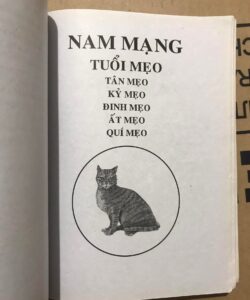 NAM MẠNG
TUỔI MẸO
TÂN MẸO
KỶ MẸO
ĐINH MẸO
ẤT MẸO
QUÍ MẸO